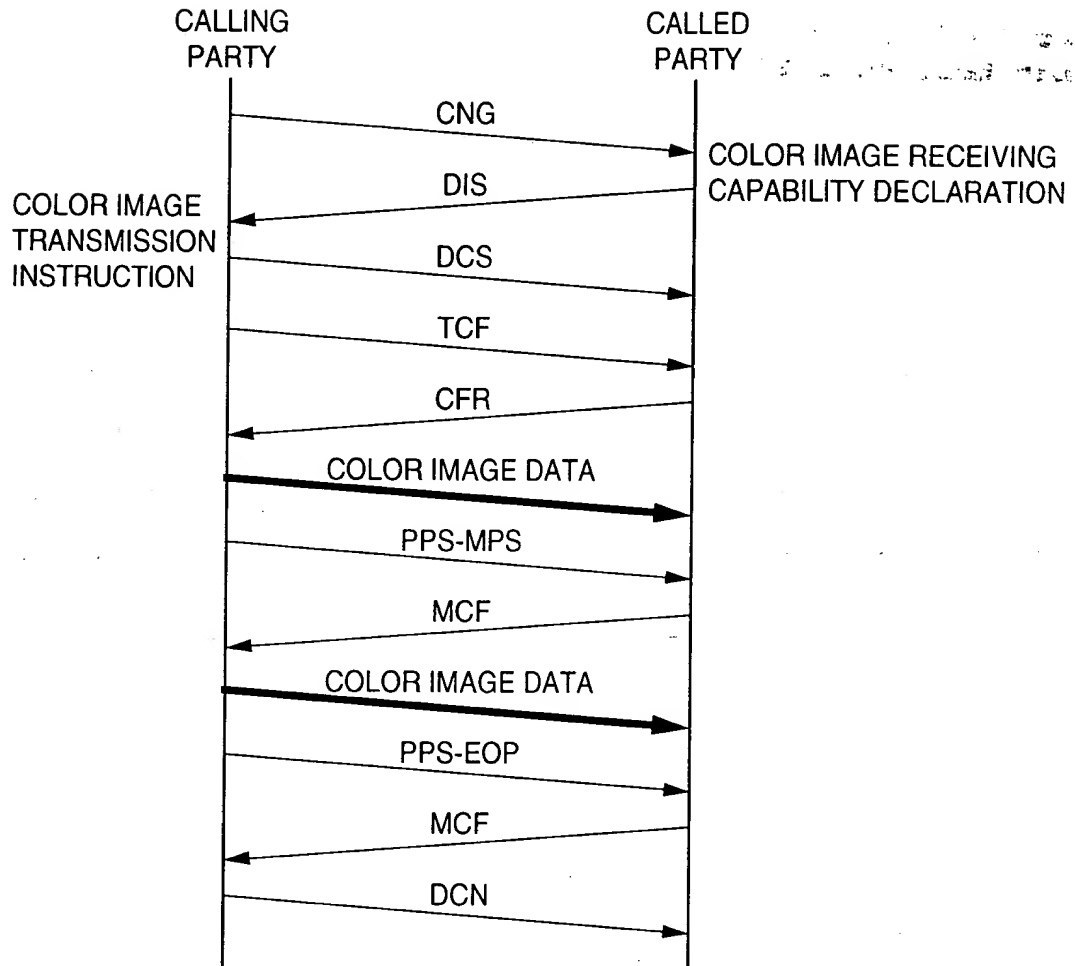 CALLING
PARTY
CALLED
PARTY
CNG
COLOR IMAGE RECEIVING
CAPABILITY DECLARATION
DIS
COLOR IMAGE
TRANSMISSION
INSTRUCTION
DCS
TCF
CFR
COLOR IMAGE DATA
PPS-MPS
MCF
COLOR IMAGE DATA
PPS-EOP
MCF
DCN